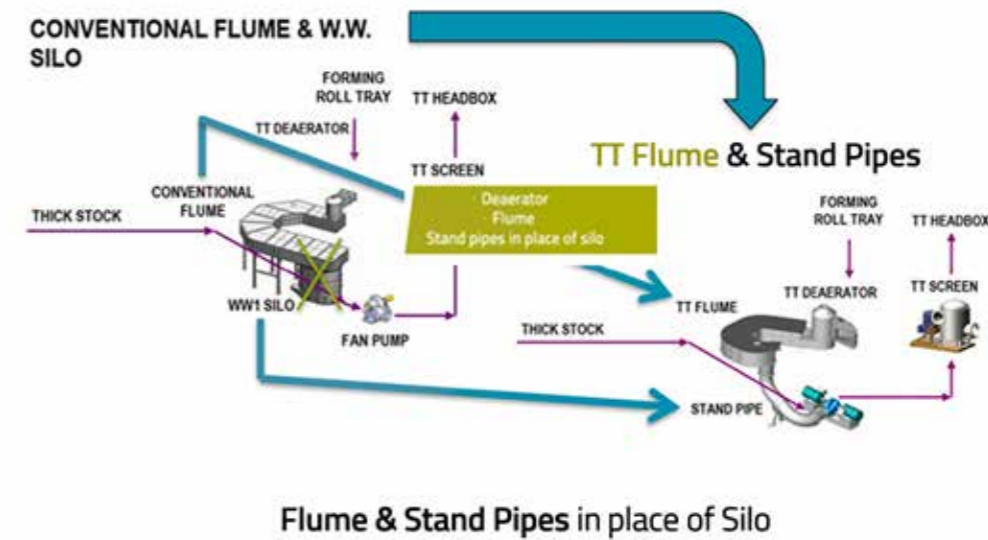 CONVENTIONAL FLUME & W.W.
SILO
FORMING
ROLL TRAY
TT HEADBOX
TT DEAERATOR
TT SCREEN
CONVENTIONAL
FLUME
THICK STOCK
WW1 SILO
FAN PUMP
Deaerator
Flume
Stand pipes in place of silo
TT Flume & Stand Pipes
FORMING
ROLL TRAY
TT HEADBOX
TT DEAERATOR
TT SCREEN
TT FLUME
THICK STOCK
STAND PIPE
Flume & Stand Pipes in place of Silo